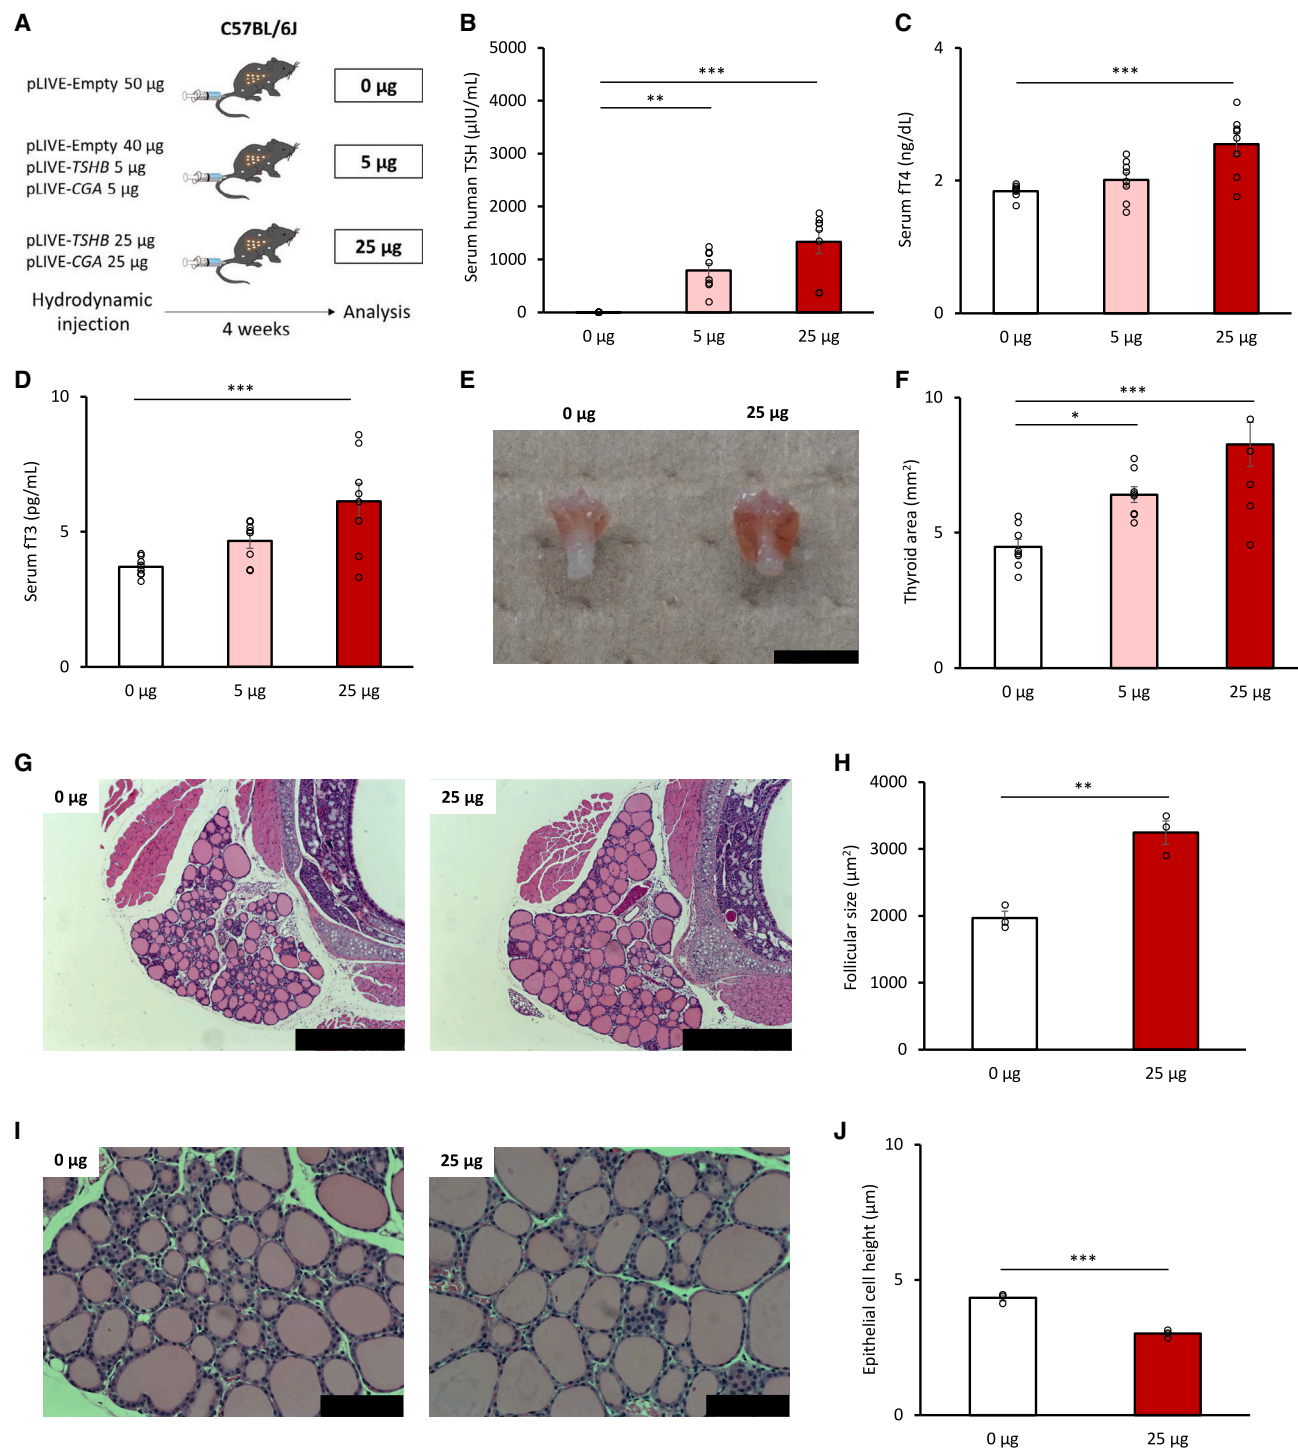 A
C57BL/6J
pLIVE-Empty 50 µg
0 µg
pLIVE-Empty 40 µg
pLIVE-TSHB 5 µg
pLIVE-CGA 5 µg
5 µg
pLIVE-TSHB 25 µg
pLIVE-CGA 25 µg
25 µg
Hydrodynamic
injection
4 weeks
Analysis
B
Serum human TSH (µIU/mL)
5000
4000
3000
2000
1000
0
***
**
0 µg
5 µg
25 µg
C
Serum fT4 (ng/dL)
4
2
0
***
0 µg
5 µg
25 µg
D
Serum fT3 (pg/mL)
10
5
0
***
0 µg
5 µg
25 µg
E
0 µg
25 µg
F
Thyroid area (mm²)
10
5
0
***
*
0 µg
5 µg
25 µg
G
0 µg
25 µg
H
Follicular size (µm²)
4000
3000
2000
1000
0
**
0 µg
25 µg
I
0 µg
25 µg
J
Epithelial cell height (µm)
10
5
0
***
0 µg
25 µg